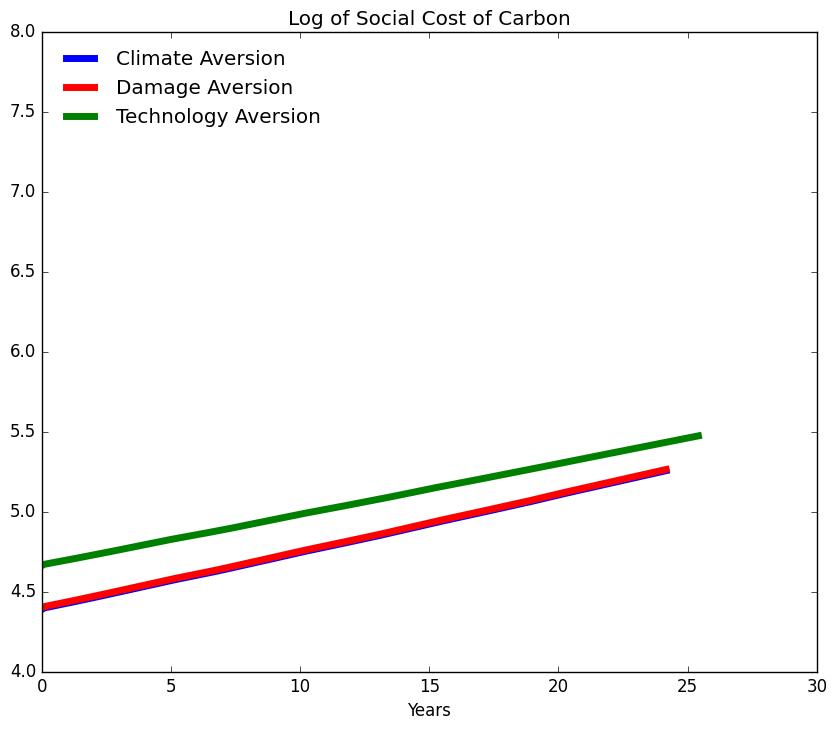 Log of Social Cost of Carbon
8.0
Climate Aversion
Damage Aversion
7.5
Technology Aversion
7.0
6.5
6.0
5.5
5.0
4.5
4.0
0 5 10 15 20 25 30
Years